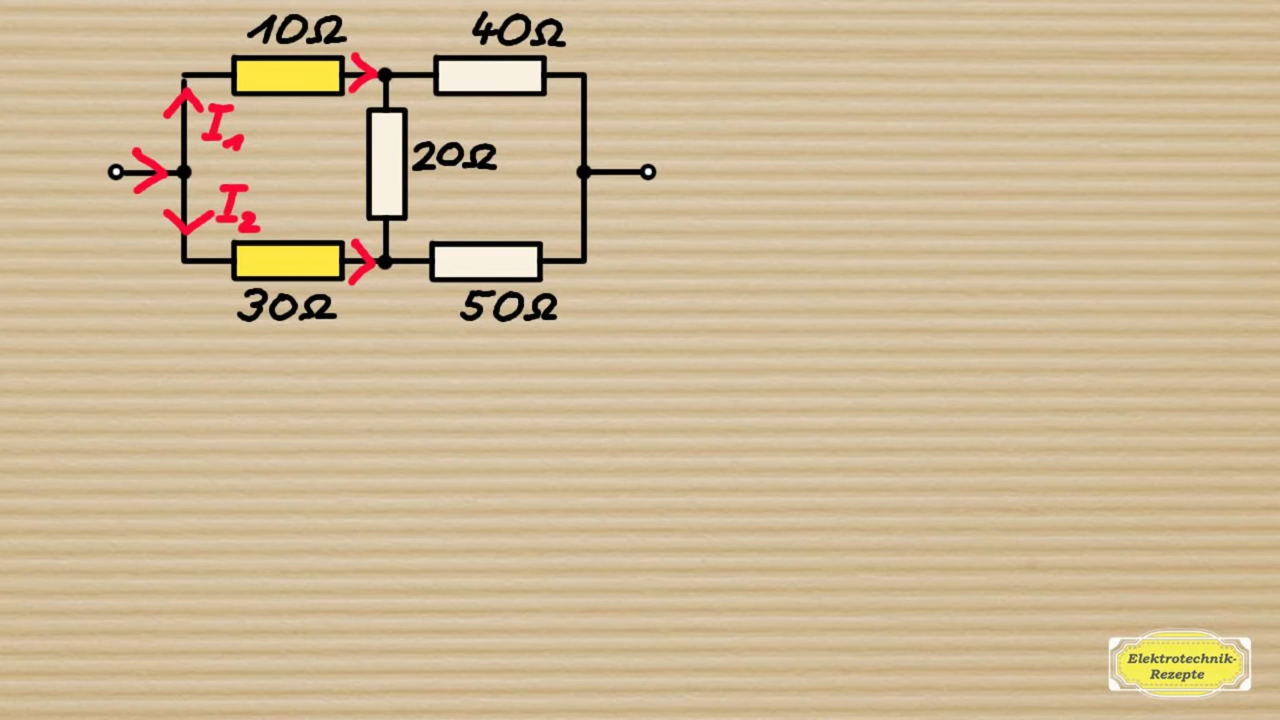 10Ω 40Ω
I₁
20Ω
I₂
30Ω 50Ω
Elektrotechnik-
Rezepte